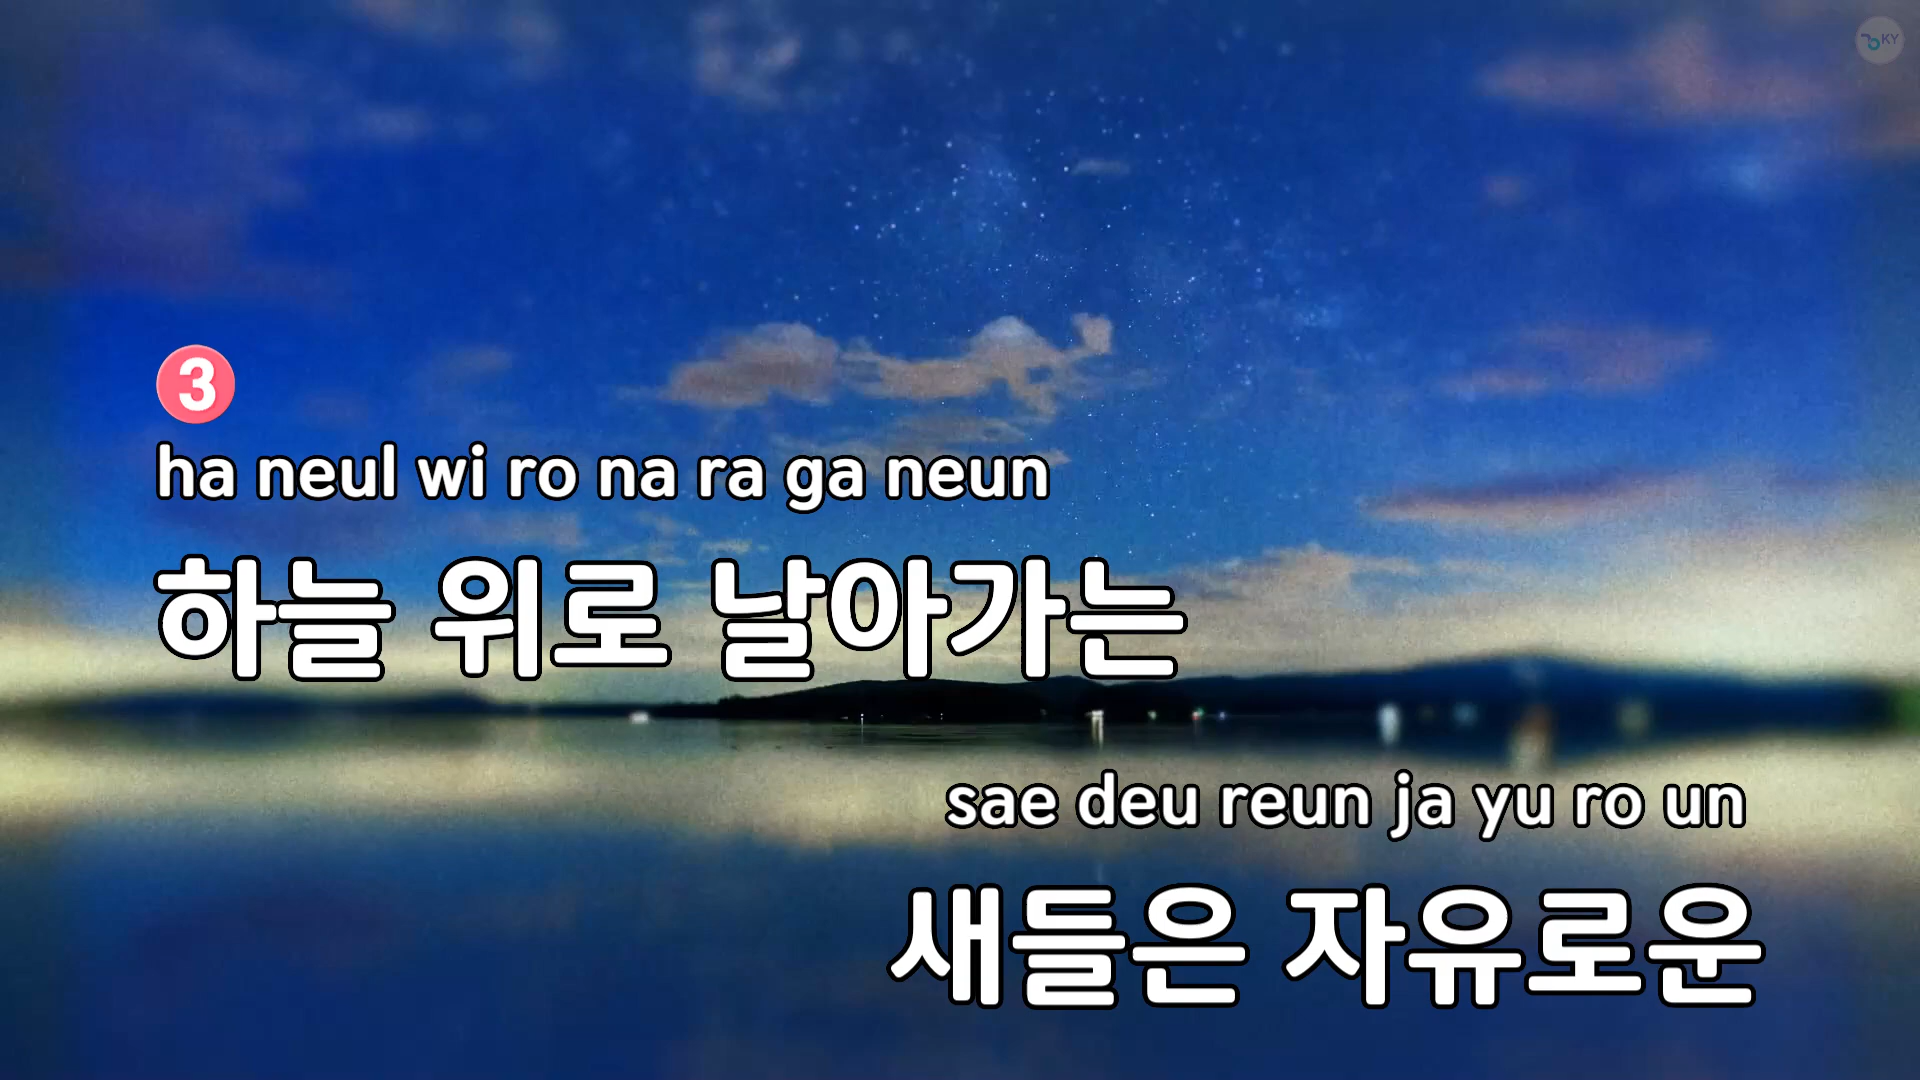 KY
3
ha neul wi ro na ra ga neun
하늘 위로 날아가는
sae deu reun ja yu ro un
새들은 자유로운